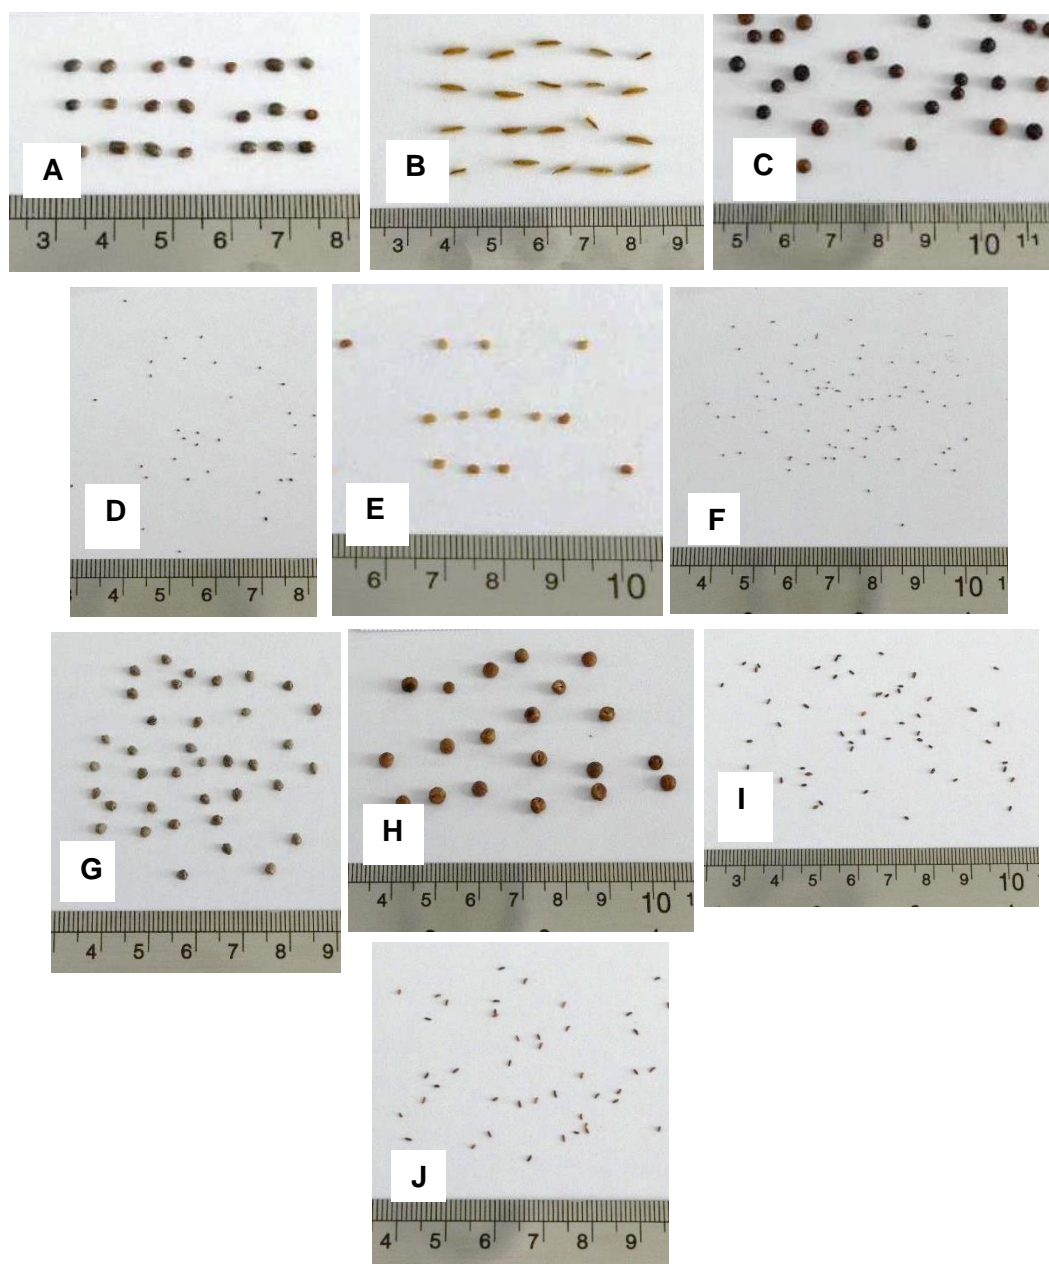 A
3 4 5 6 7 8
B
3 4 5 6 7 8 9
C
5 6 7 8 9 10 11
D
4 5 6 7 8
E
6 7 8 9 10
F
4 5 6 7 8 9 10 1
G
4 5 6 7 8 9
H
4 5 6 7 8 9 10
I
3 4 5 6 7 8 9 10
J
4 5 6 7 8 9